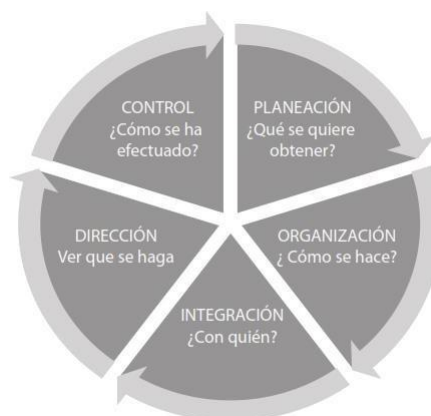 CONTROL
¿Cómo se ha
efectuado?
PLANEACIÓN
¿Qué se quiere
obtener?
ORGANIZACIÓN
¿ Cómo se hace?
INTEGRACIÓN
¿Con quién?
DIRECCIÓN
Ver que se haga